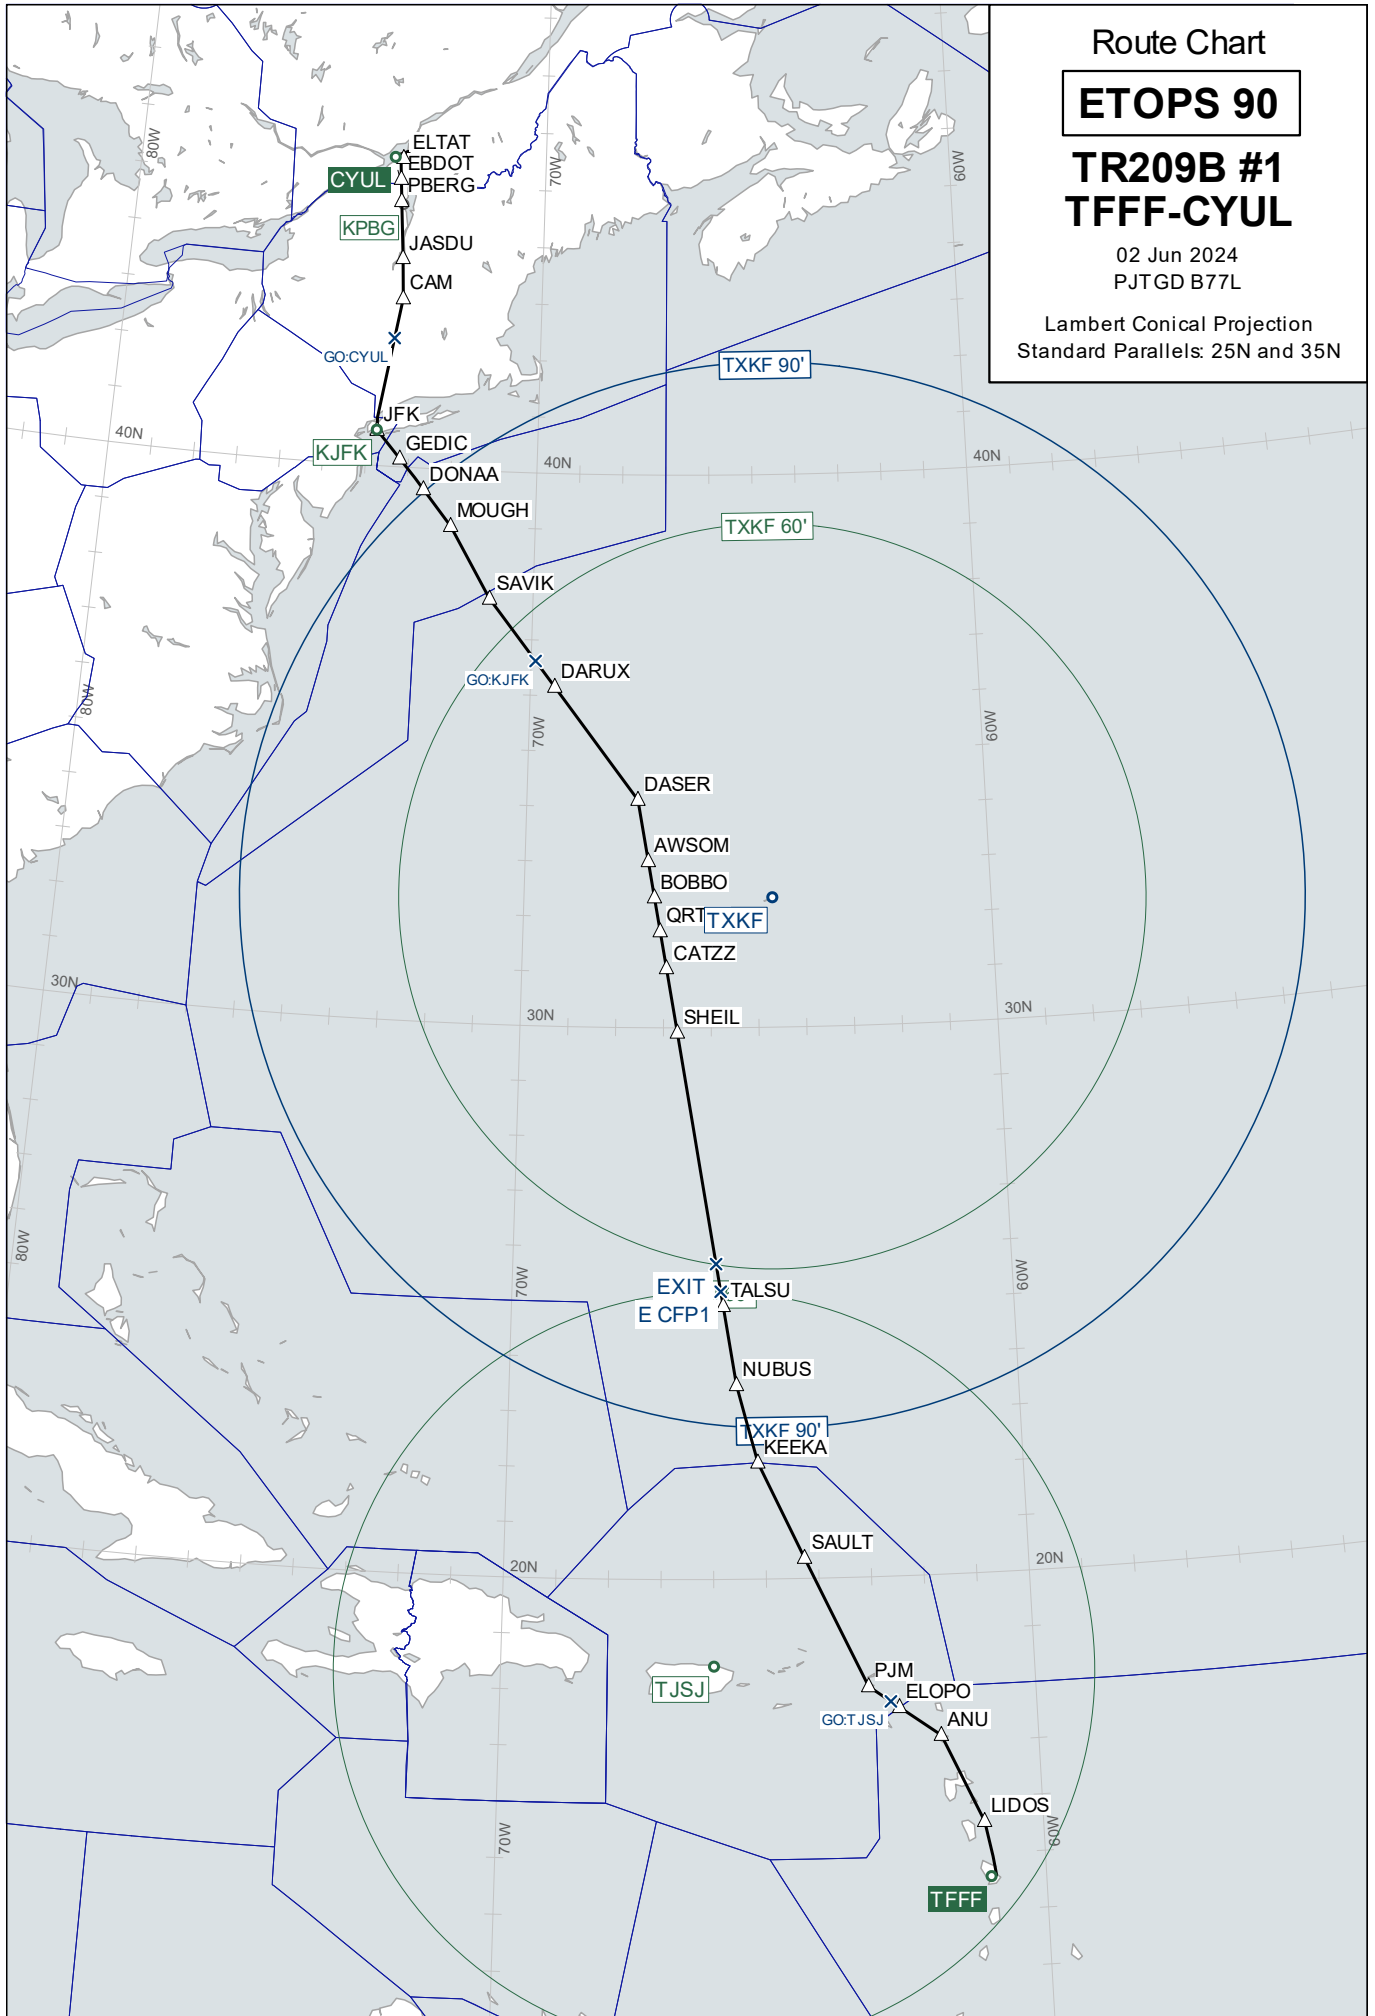 Route Chart
ETOPS 90
TR209B #1
TFFF-CYUL
02 Jun 2024
PJTGD B77L
Lambert Conical Projection
Standard Parallels: 25N and 35N
80W
70W
60W
ELTAT
EBDOT
CYUL
PBERG
KPBG
JASDU
CAM
GO:CYUL
TXKF 90'
JFK
40N
KJFK
GEDIC
40N
40N
DONAA
MOUGH
TXKF 60'
SAVIK
GO:KJFK
DARUX
80W
70W
60W
DASER
AWSOM
BOBBO
QRT
TXKF
CATZZ
30N
30N
30N
SHEIL
80W
70W
60W
EXIT
TALSU
E CFP1
NUBUS
TXKF 90'
KEEKA
SAULT
20N
20N
PJM
TJSJ
ELOPO
GO:TJSJ
ANU
LIDOS
70W
60W
TFFF